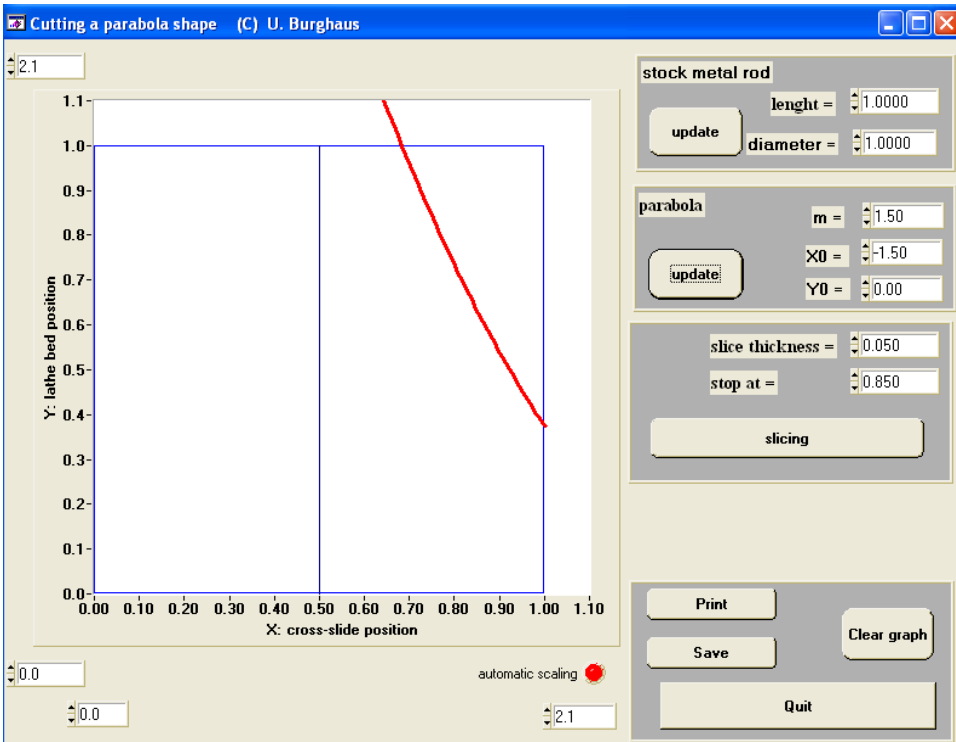 Cutting a parabola shape (C) U. Burghaus
2.1
1.1
1.0
0.9
0.8
0.7
0.6
0.5
0.4
0.3
0.2
0.1
0.0
Y: lathe bed position
0.00 0.10 0.20 0.30 0.40 0.50 0.60 0.70 0.80 0.90 1.00 1.10
X: cross-slide position
0.0
automatic scaling
0.0
2.1
stock metal rod
lenght = 1.0000
update
diameter = 1.0000
parabola
m = 1.50
X0 = -1.50
update
Y0 = 0.00
slice thickness = 0.050
stop at = 0.850
slicing
Print
Clear graph
Save
Quit